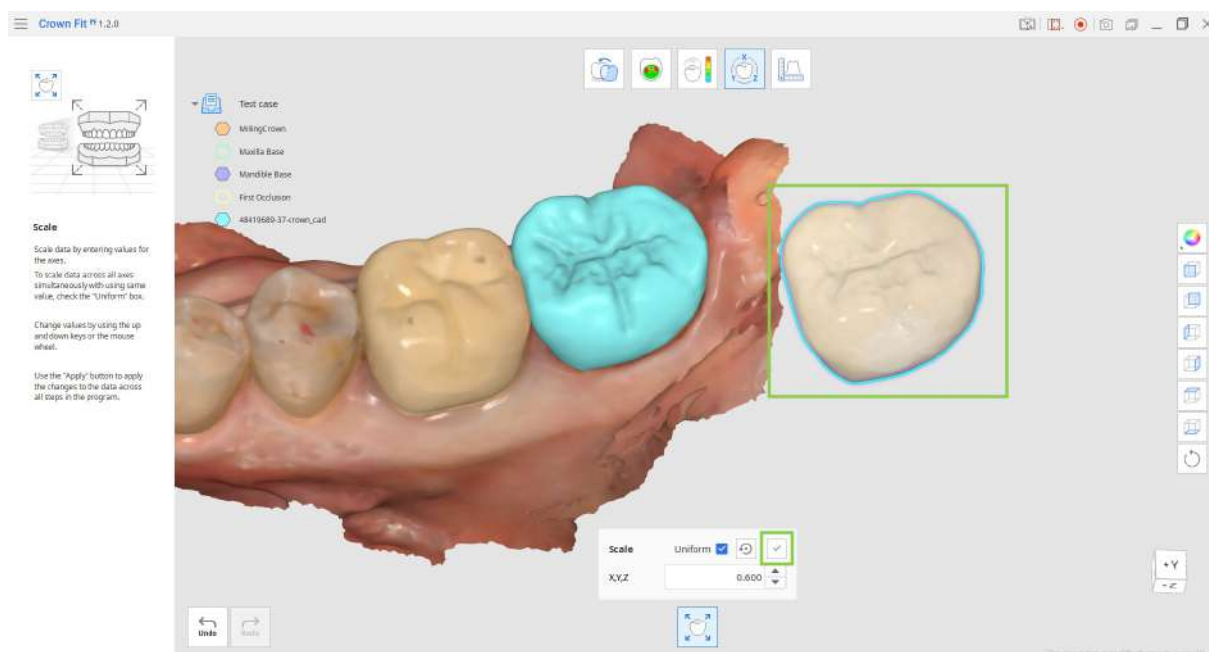 Crown Fit 1.2.0
Test case
MillingCrown
Maxilla Base
Mandible Base
First Occlusion
48419689-37-crown_cad
X
Y
Z
Scale
Scale data by entering values for
the axes.
To scale data across all axes
simultaneously with using same
value, check the "Uniform" box.
Change values by using the up
and down keys or the mouse
wheel.
Use the "Apply" button to apply
the changes to the data across
all steps in the program.
Scale Uniform
X,Y,Z 0.600
Undo Redo
+Y
-Z